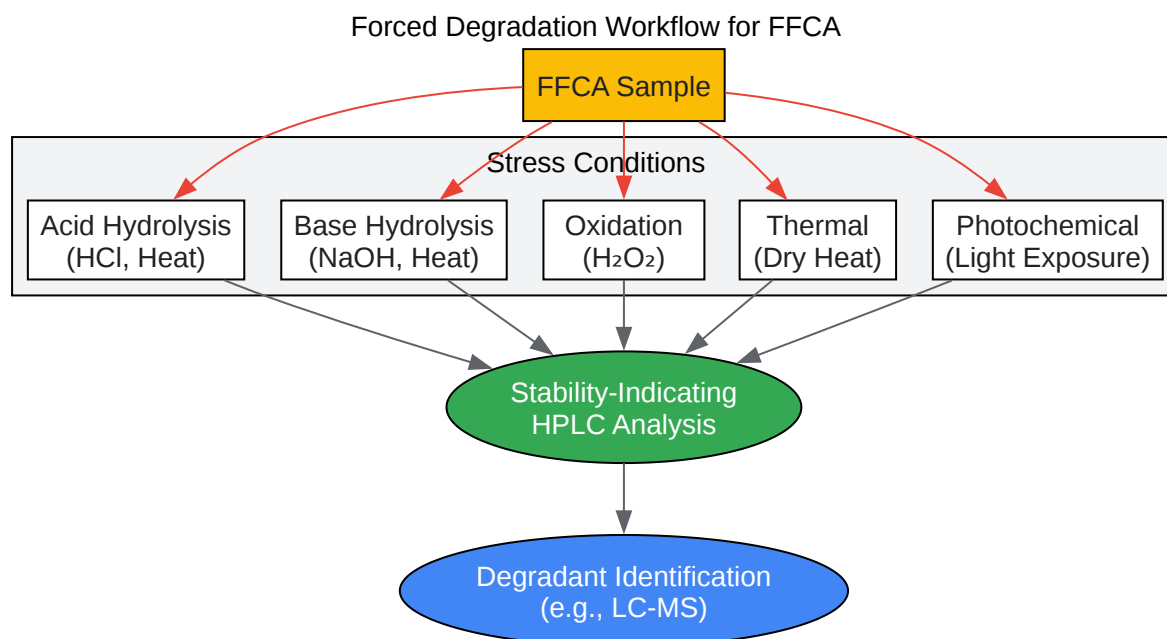 Forced Degradation Workflow for FFCA
FFCA Sample
Stress Conditions
Acid Hydrolysis
(HCl, Heat)
Base Hydrolysis
(NaOH, Heat)
Oxidation
(H₂O₂)
Thermal
(Dry Heat)
Photochemical
(Light Exposure)
Stability-Indicating
HPLC Analysis
Degradant Identification
(e.g., LC-MS)